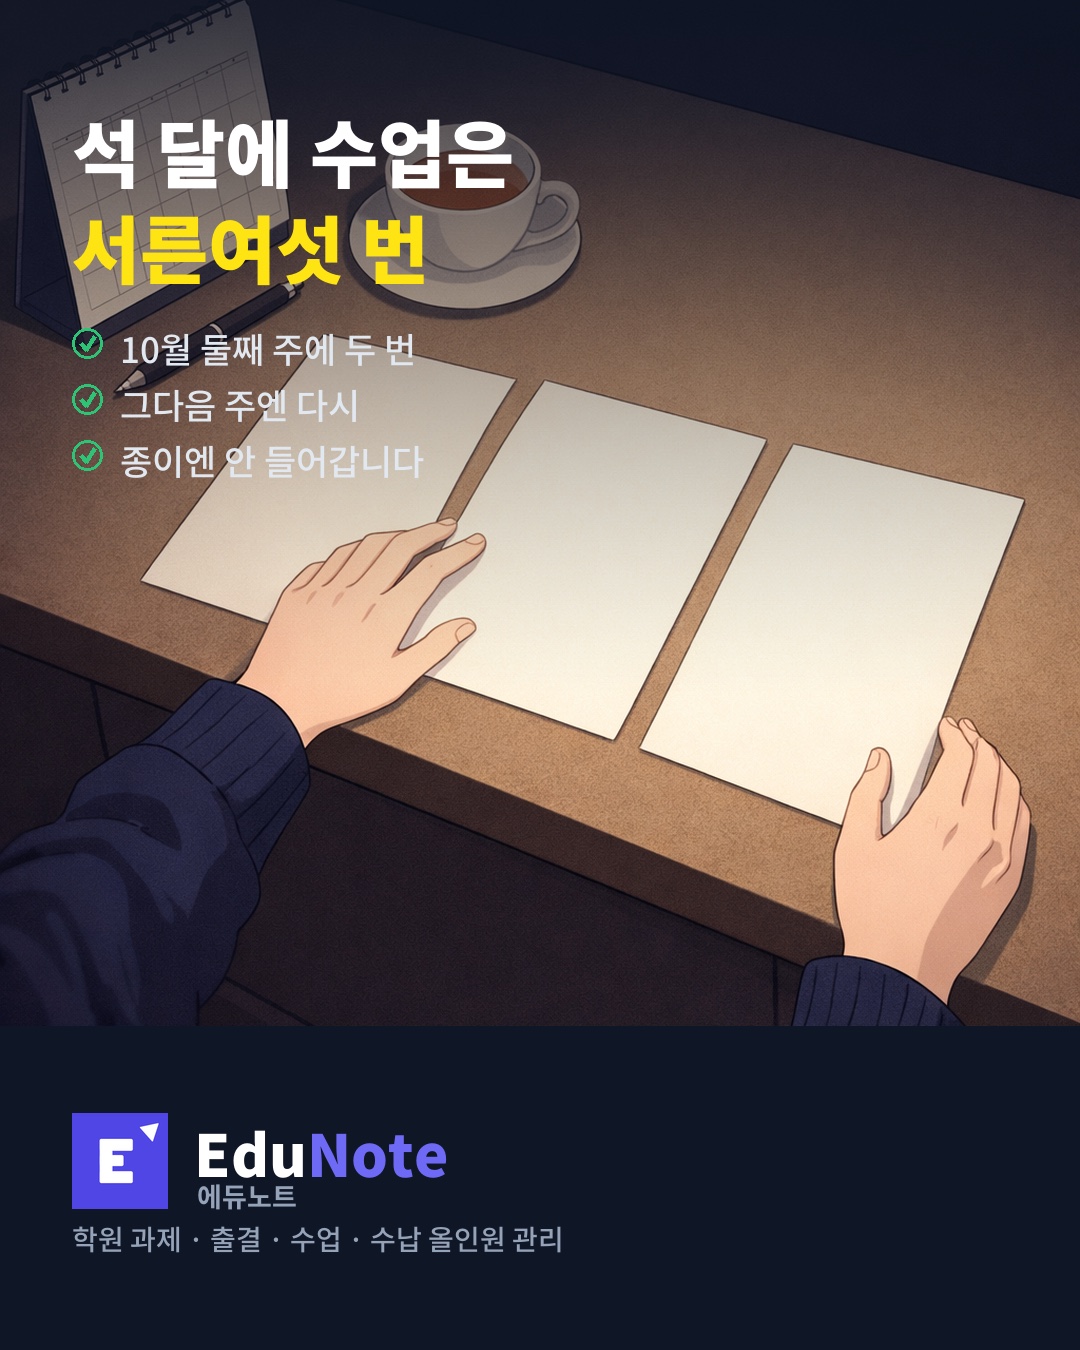 석 달에 수업은
서른여섯 번
10월 둘째 주에 두 번
그다음 주엔 다시
종이엔 안 들어갑니다
E
EduNote
에듀노트
학원 과제 · 출결 · 수업 · 수납 올인원 관리